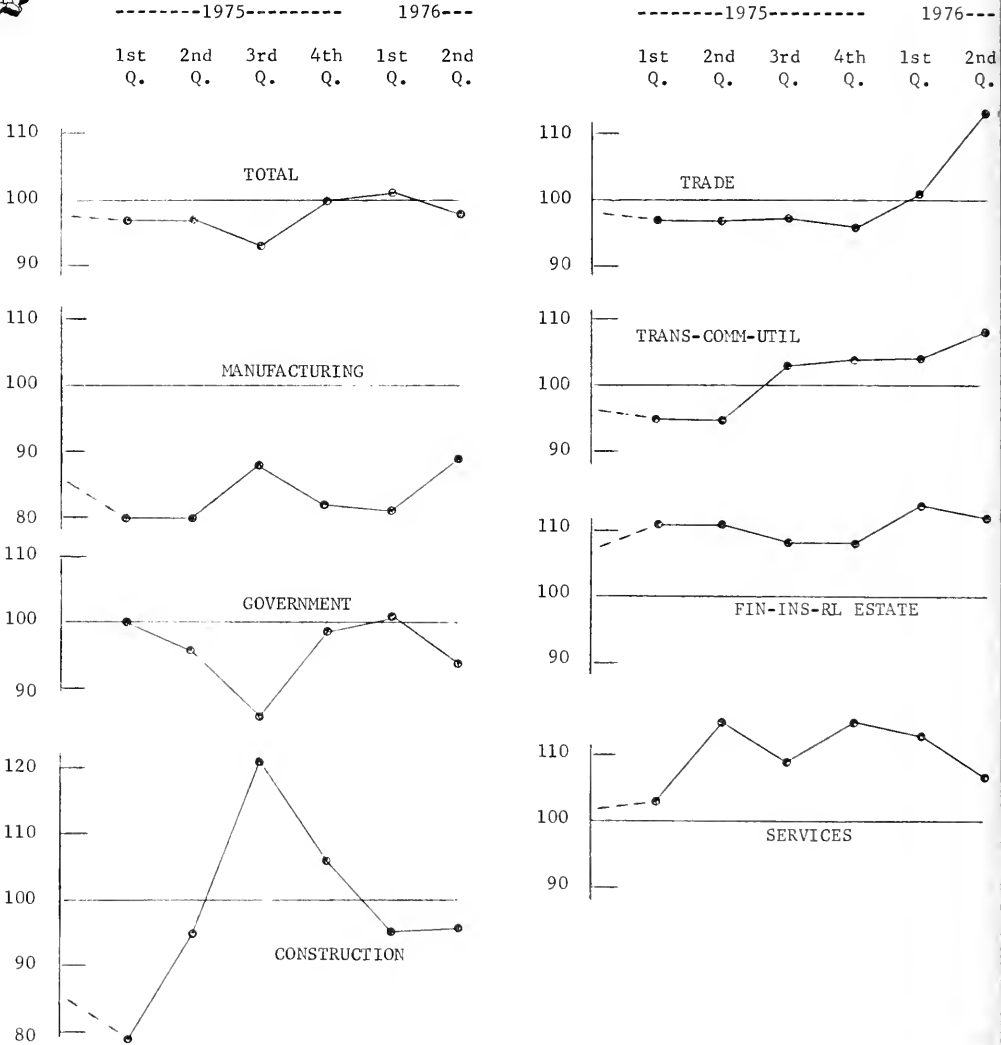 --------1975-------- 1976---
1st 2nd 3rd 4th 1st 2nd
Q. Q. Q. Q. Q. Q.
110
TOTAL
100
90
110
MANUFACTURING
100
90
80
110
GOVERNMENT
100
90
120
110
100
CONSTRUCTION
90
80
--------1975-------- 1976---
1st 2nd 3rd 4th 1st 2nd
Q. Q. Q. Q. Q. Q.
110
TRADE
100
90
110
TRANS-COMM-UTIL
100
90
110
100
FIN-INS-RL ESTATE
90
110
100
SERVICES
90